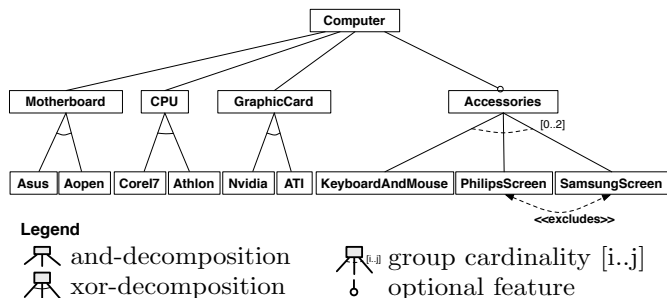 Computer
Motherboard CPU GraphicCard Accessories
[0..2]
Asus Aopen CoreI7 Athlon Nvidia ATI KeyboardAndMouse PhilipsScreen SamsungScreen
<<excludes>>
Legend
and-decomposition [i..j] group cardinality [i..j]
xor-decomposition optional feature